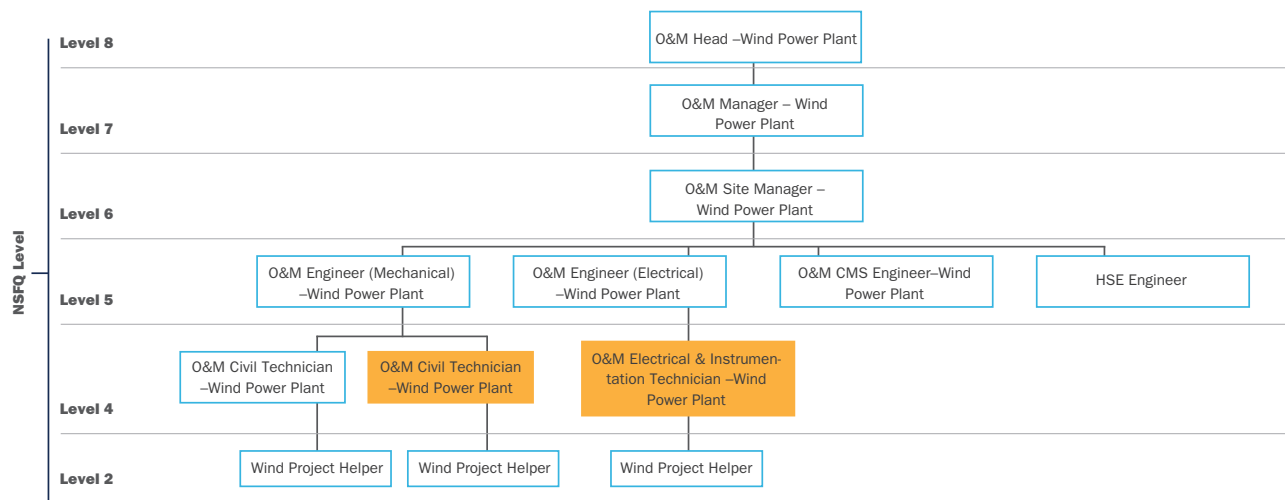 NSFQ Level
Level 8
O&M Head –Wind Power Plant
Level 7
O&M Manager – Wind
Power Plant
Level 6
O&M Site Manager –
Wind Power Plant
Level 5
O&M Engineer (Mechanical)
–Wind Power Plant
O&M Engineer (Electrical)
–Wind Power Plant
O&M CMS Engineer–Wind
Power Plant
HSE Engineer
Level 4
O&M Civil Technician
–Wind Power Plant
O&M Civil Technician
–Wind Power Plant
O&M Electrical & Instrumen-
tation Technician –Wind
Power Plant
Level 2
Wind Project Helper
Wind Project Helper
Wind Project Helper